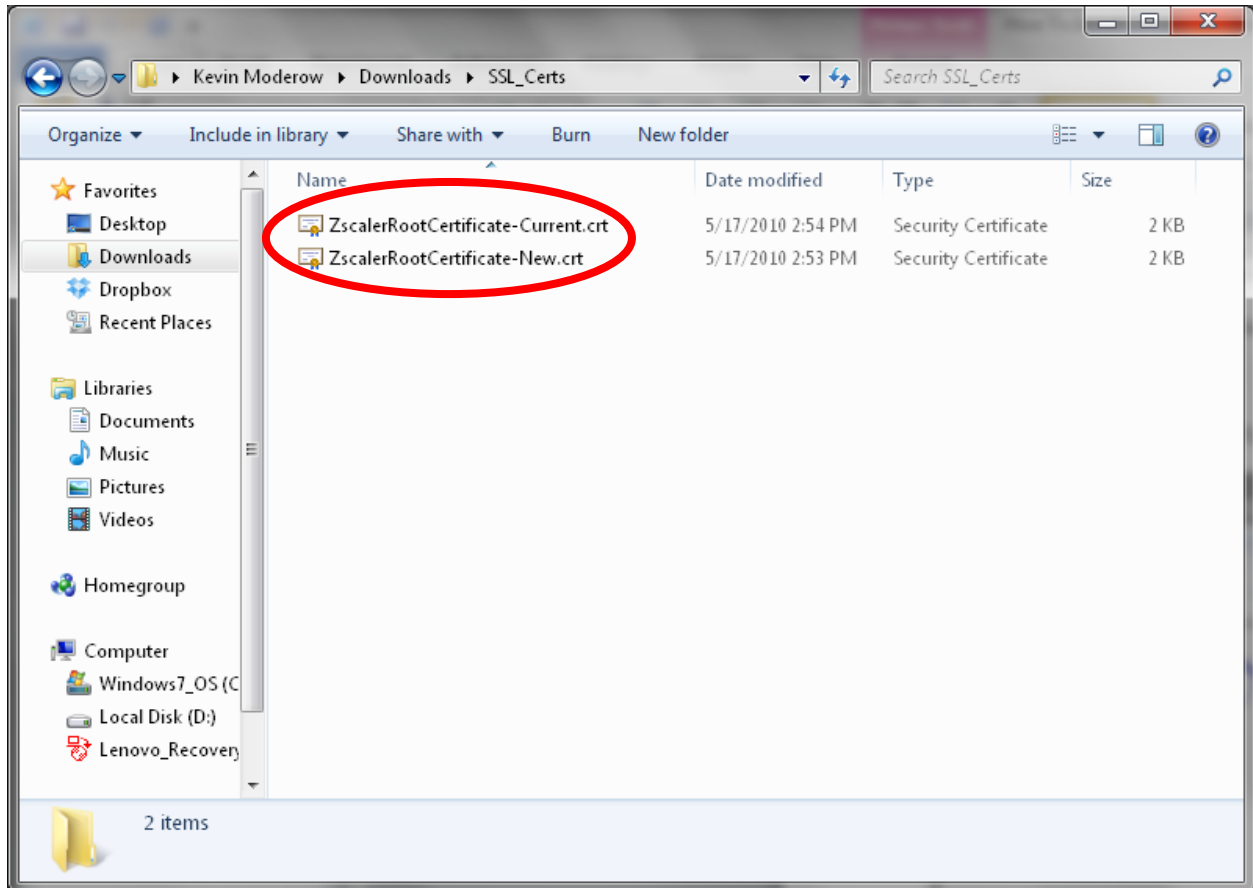 Kevin Moderow Downloads SSL_Certs Search SSL_Certs
Organize Include in library Share with Burn New folder
Favorites
Desktop
Downloads
Dropbox
Recent Places
Libraries
Documents
Music
Pictures
Videos
Homegroup
Computer
Windows7_OS (C
Local Disk (D:)
Lenovo_Recovery
Name Date modified Type Size
ZscalerRootCertificate-Current.crt 5/17/2010 2:54 PM Security Certificate 2 KB
ZscalerRootCertificate-New.crt 5/17/2010 2:53 PM Security Certificate 2 KB
2 items